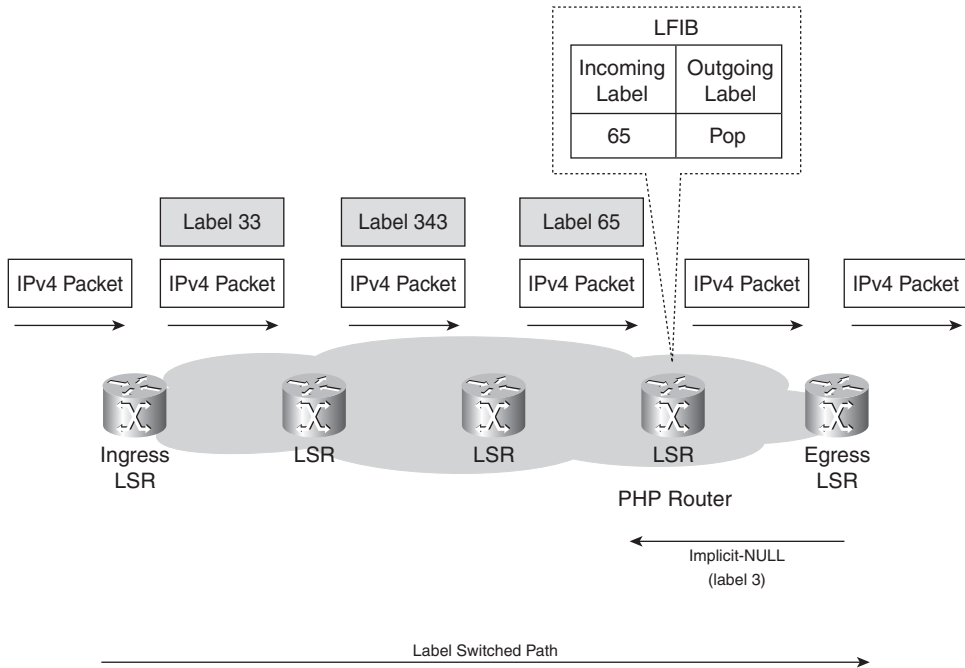 LFIB
Incoming Label
Outgoing Label
65
Pop
Label 33
Label 343
Label 65
IPv4 Packet
IPv4 Packet
IPv4 Packet
IPv4 Packet
IPv4 Packet
IPv4 Packet
Ingress
LSR
LSR
LSR
LSR
Egress
LSR
PHP Router
Implicit-NULL
(label 3)
Label Switched Path